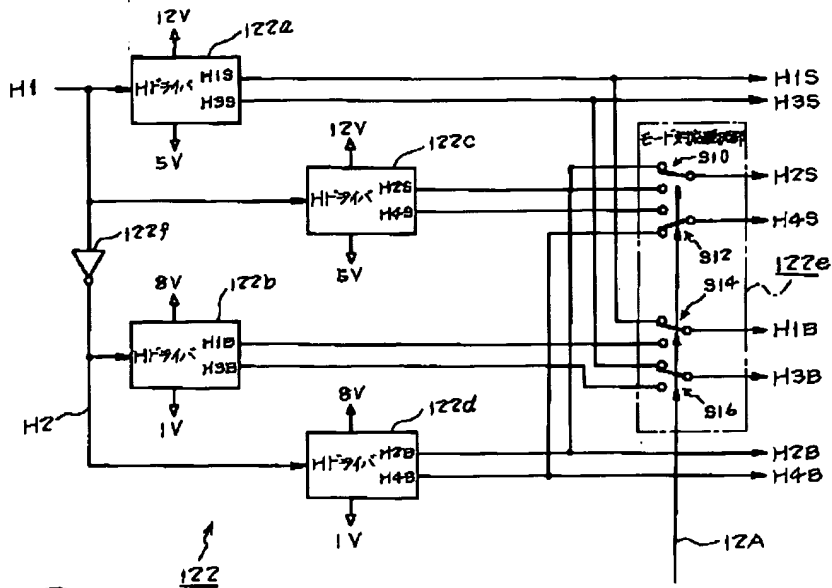 12V
122a
H1
Hドライバ
H1S
H3S
H1S
H3S
5V
12V
122c
モード対応選択部
S10
Hドライバ
H2S
H4S
H2S
H4S
S12
122f
5V
122e
8V
122b
S14
Hドライバ
H1B
H3B
H1B
H3B
S16
H2
1V
8V
122d
Hドライバ
H2B
H4B
H2B
H4B
1V
12A
122